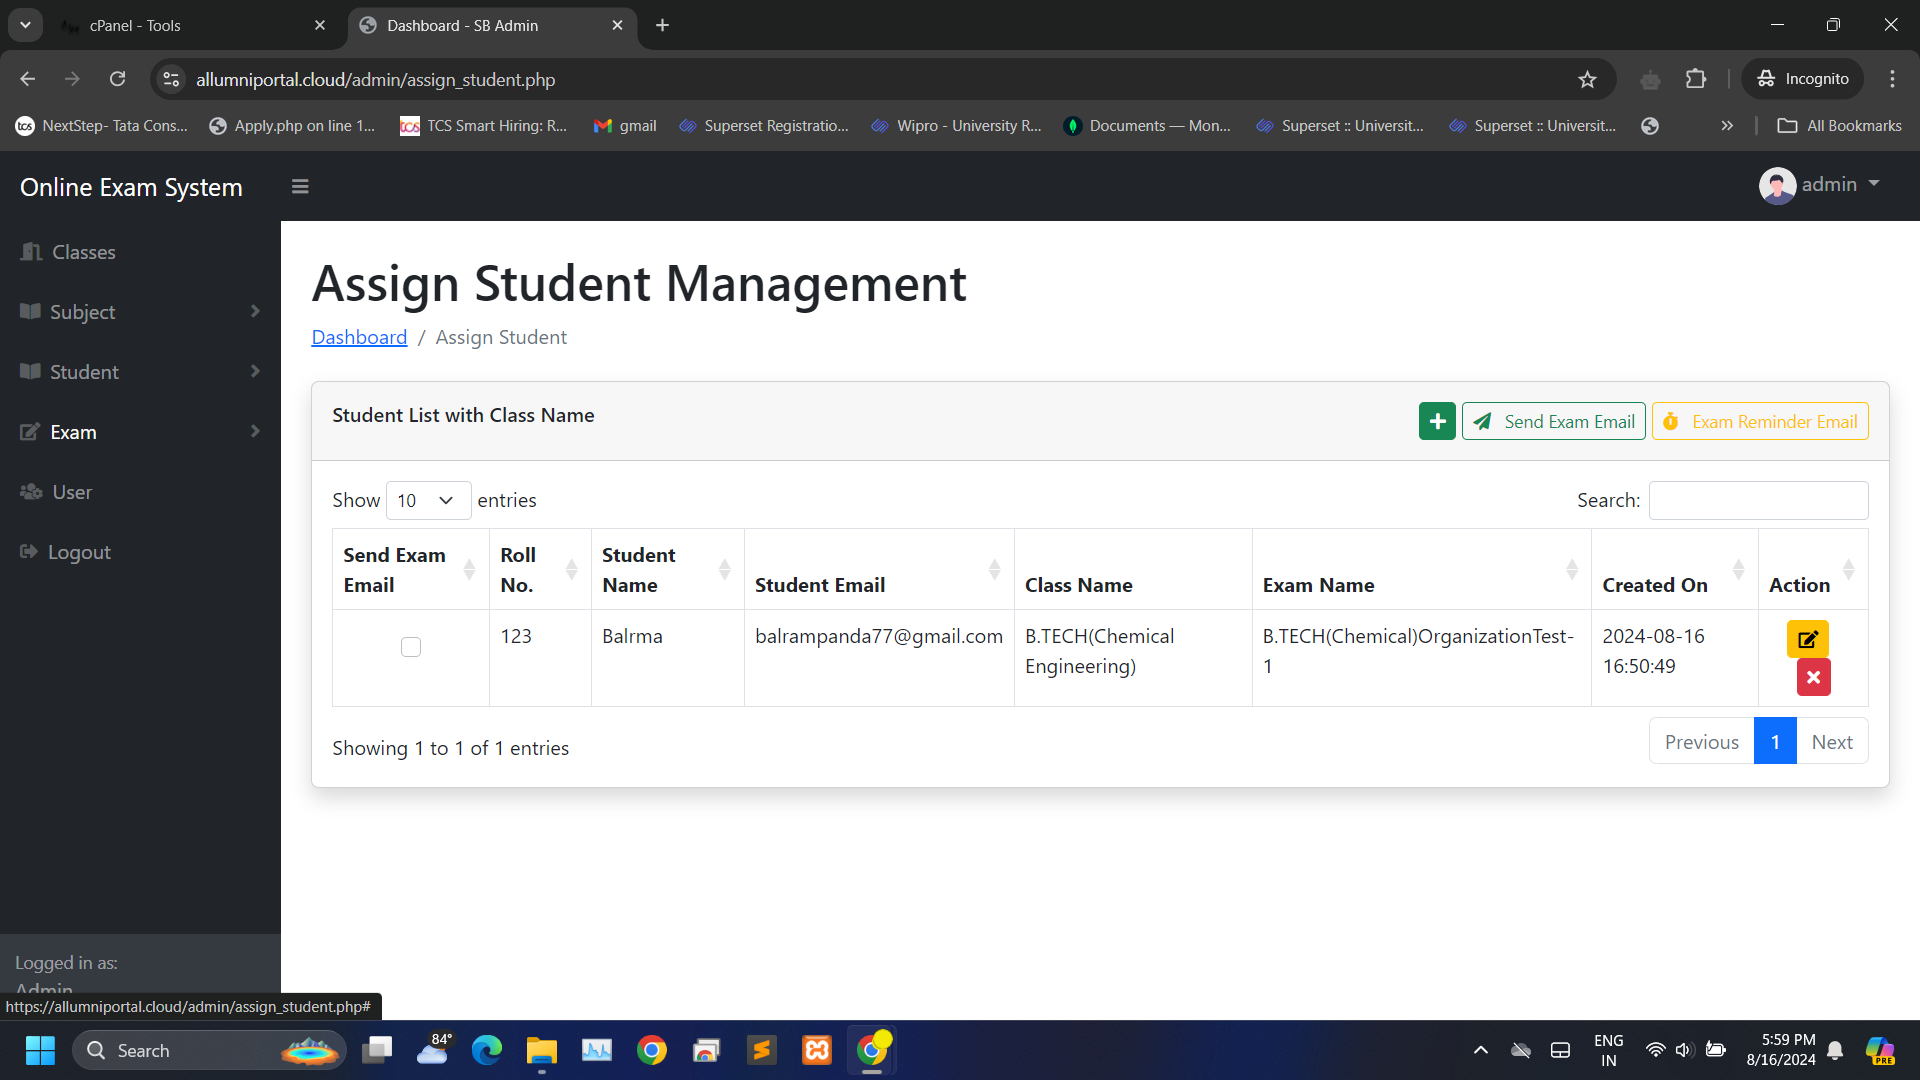 cPanel - Tools
Dashboard - SB Admin
allumniportal.cloud/admin/assign_student.php
Incognito
NextStep- Tata Cons...
Apply.php on line 1...
TCS Smart Hiring: R...
gmail
Superset Registratio...
Wipro - University R...
Documents — Mon...
Superset :: Universit...
Superset :: Universit...
All Bookmarks
Online Exam System
admin
Classes
Subject
Student
Exam
User
Logout
Logged in as:
Admin
https://allumniportal.cloud/admin/assign_student.php#
Assign Student Management
Dashboard / Assign Student
Student List with Class Name
Send Exam Email
Exam Reminder Email
Show 10 entries
Search:
Send Exam Email
Roll No.
Student Name
Student Email
Class Name
Exam Name
Created On
Action
123
Balrma
balrampanda77@gmail.com
B.TECH(Chemical
Engineering)
B.TECH(Chemical)OrganizationTest-
1
2024-08-16
16:50:49
Showing 1 to 1 of 1 entries
Previous 1 Next
Search
84°
ENG
IN
5:59 PM
8/16/2024
PRE